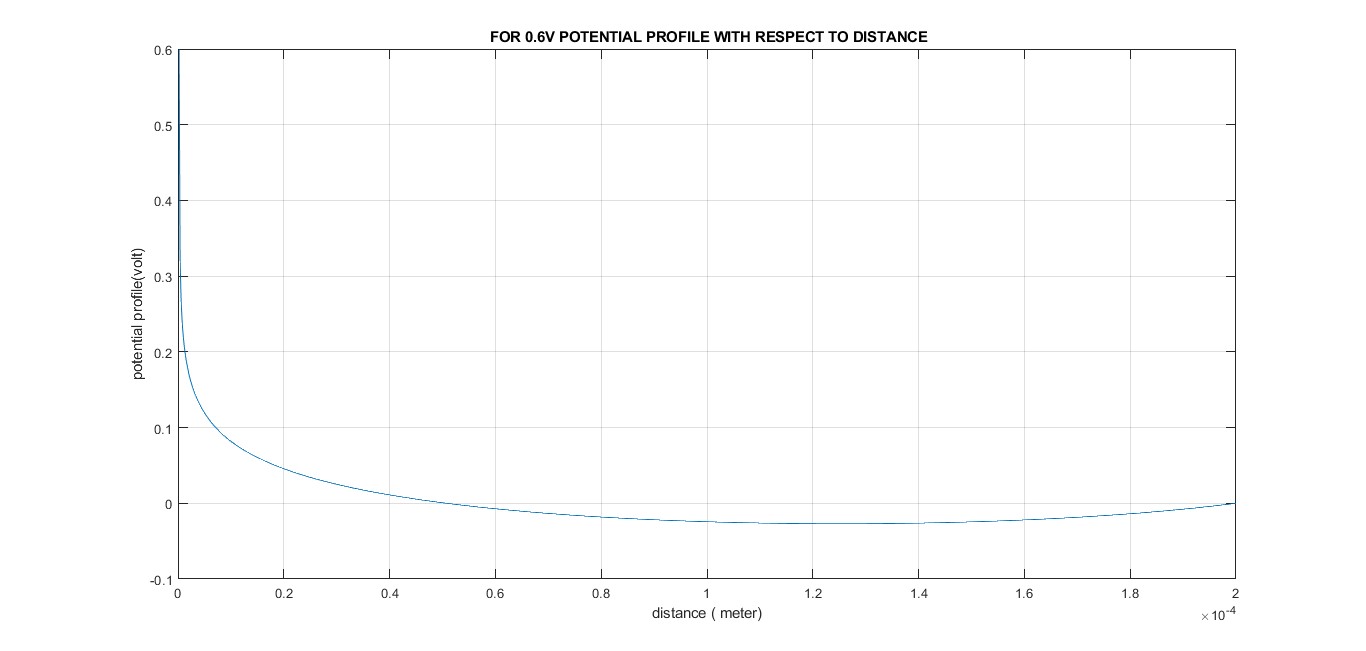 FOR 0.6V POTENTIAL PROFILE WITH RESPECT TO DISTANCE
0.6
0.5
0.4
0.3
0.2
0.1
0
-0.1
potential profile(volt)
0 0.2 0.4 0.6 0.8 1 1.2 1.4 1.6 1.8 2
distance ( meter)
×10⁻⁴